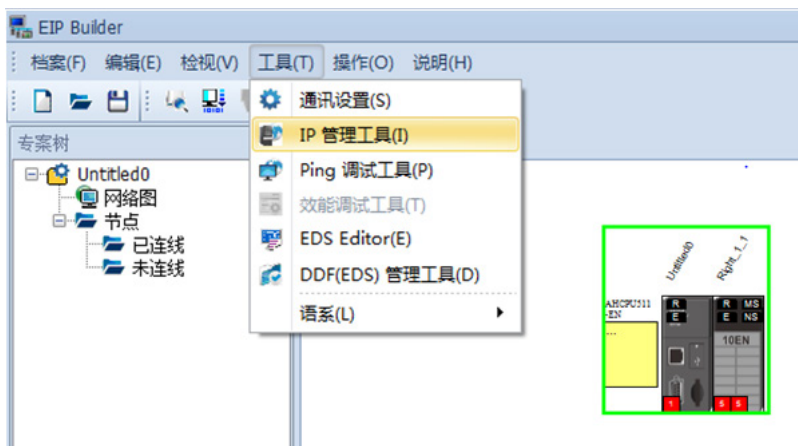 EIP Builder
档案(F) 编辑(E) 检视(V) 工具(T) 操作(O) 说明(H)
通讯设置(S)
IP 管理工具(I)
Ping 调试工具(P)
效能调试工具(T)
EDS Editor(E)
DDF(EDS) 管理工具(D)
语系(L)
专案树
Untitled0
网络图
节点
已连线
未连线
Untitled0
Right_1_1
AHCPU511
-EN
...
R
E
R MS
E NS
10EN
1
5 5